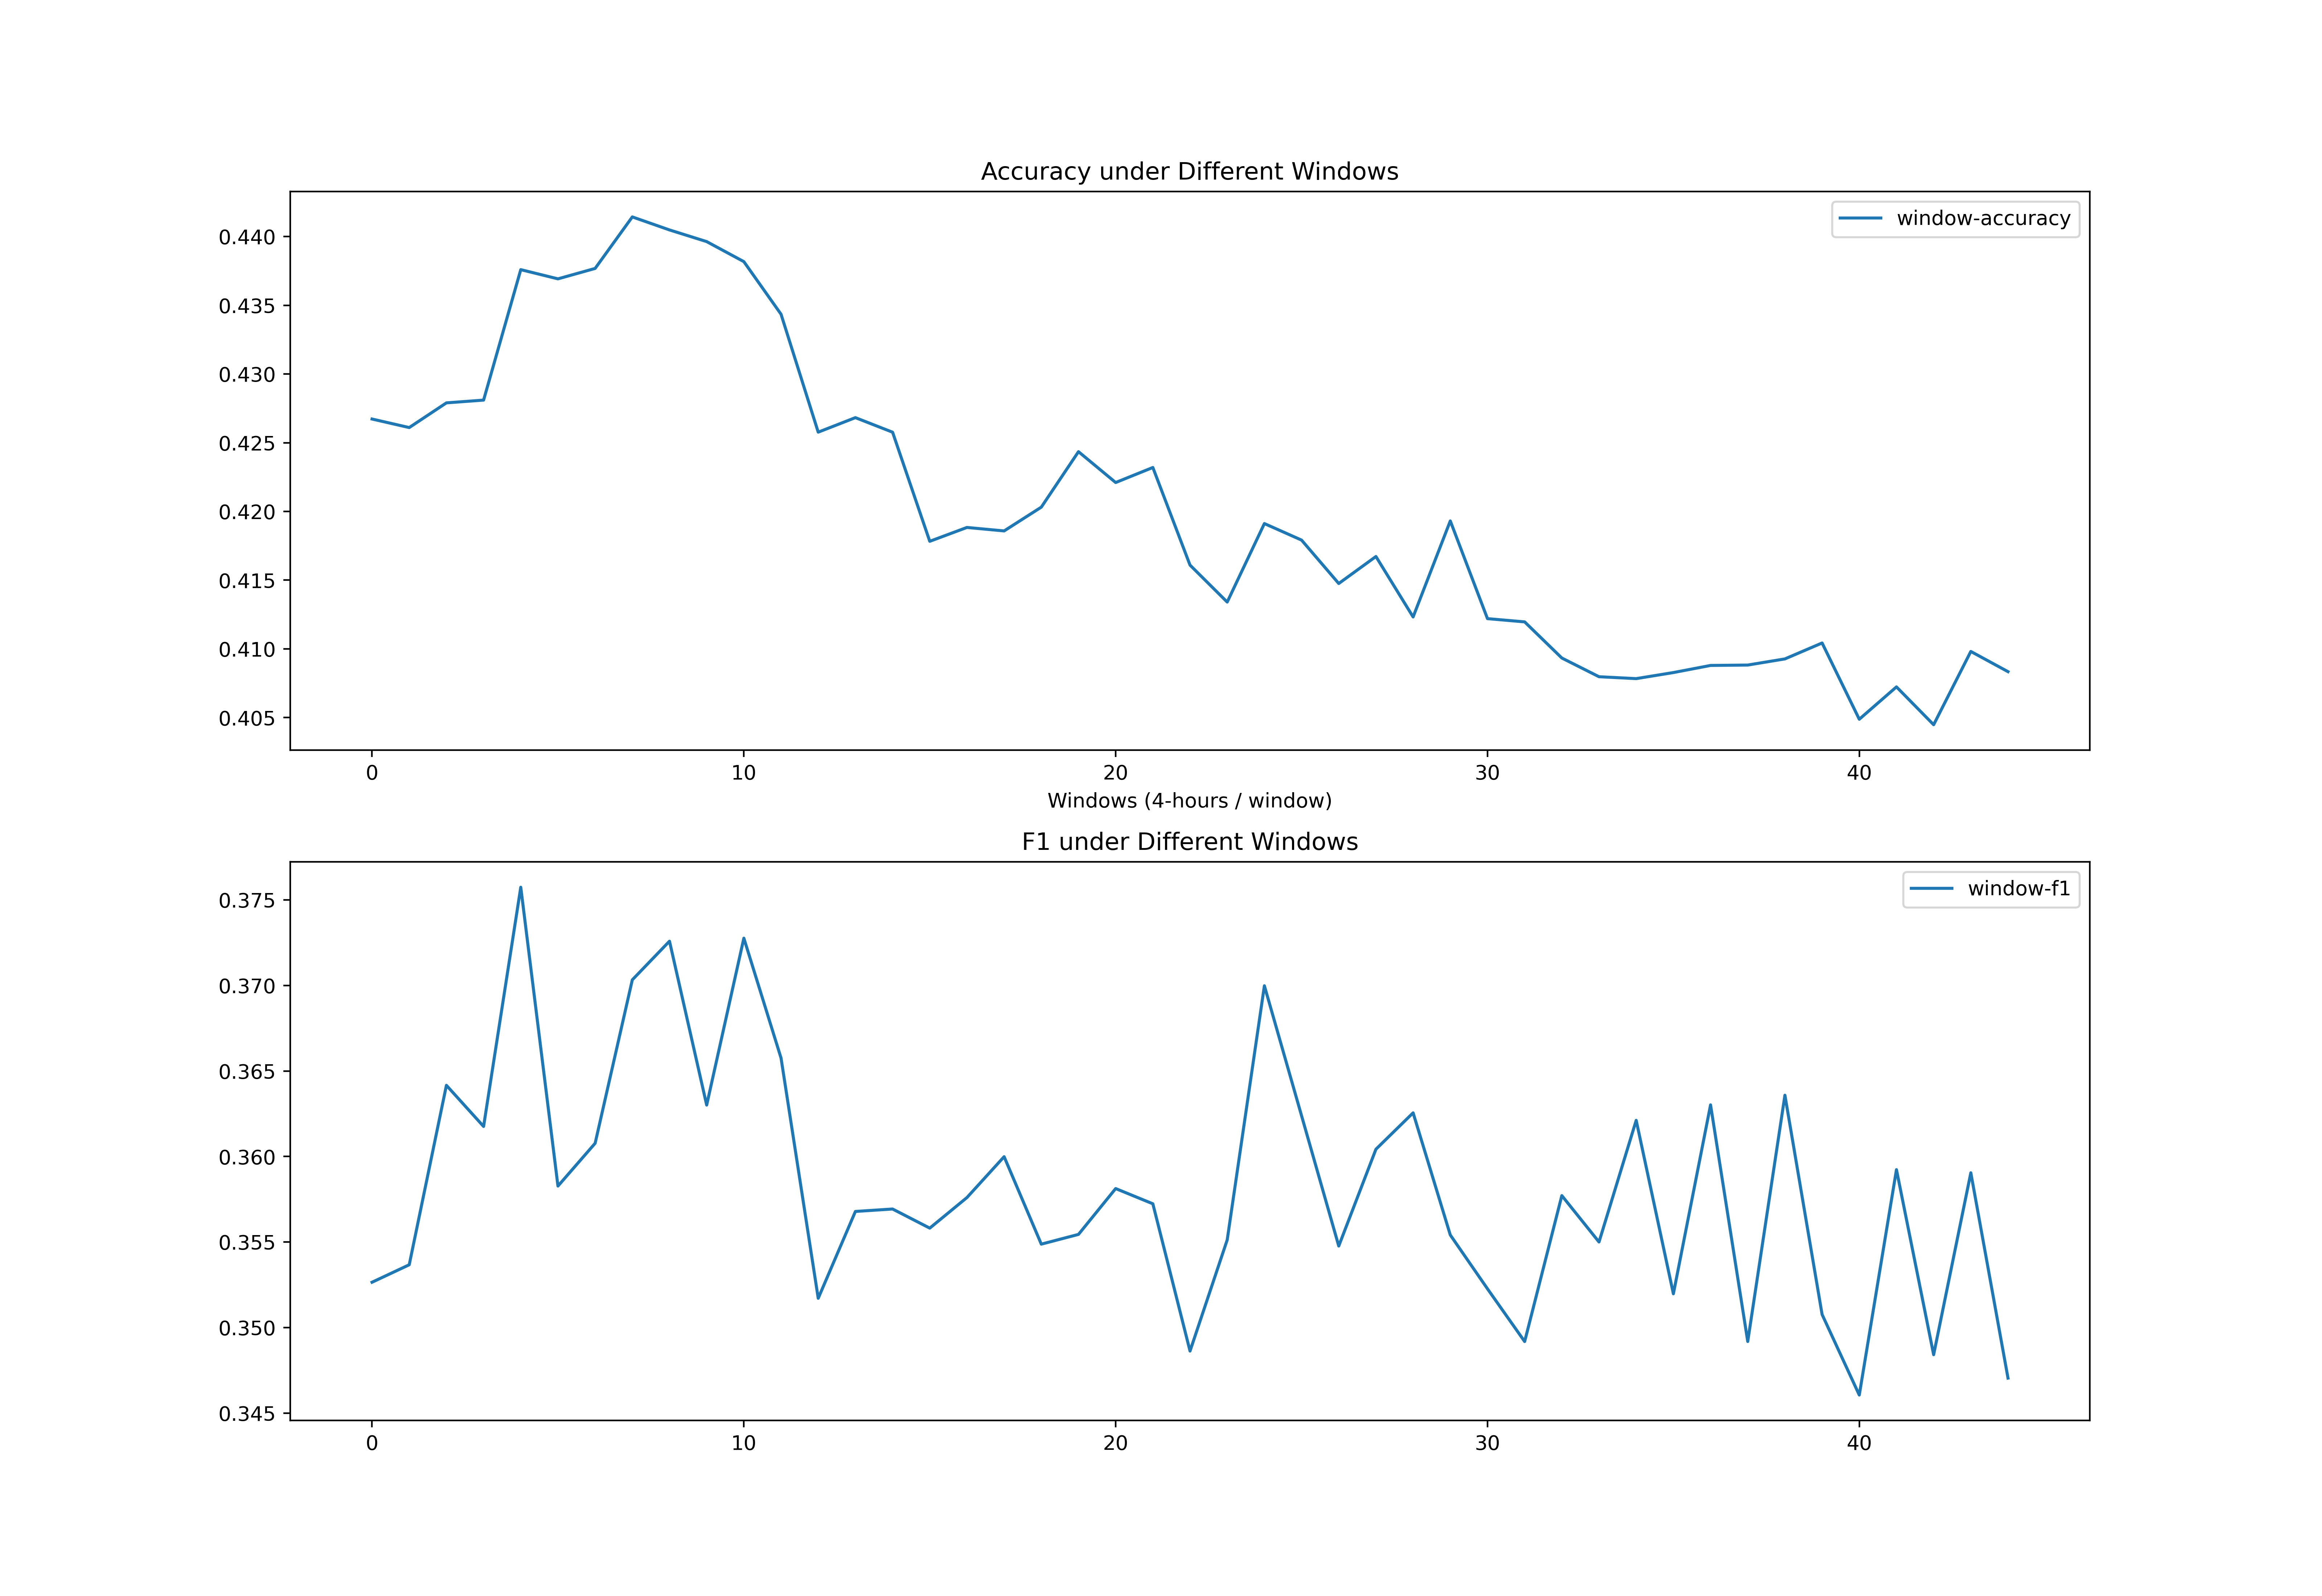 Accuracy under Different Windows
window-accuracy
0.440
0.435
0.430
0.425
0.420
0.415
0.410
0.405
0 10 20 30 40
Windows (4-hours / window)
F1 under Different Windows
window-f1
0.375
0.370
0.365
0.360
0.355
0.350
0.345
0 10 20 30 40